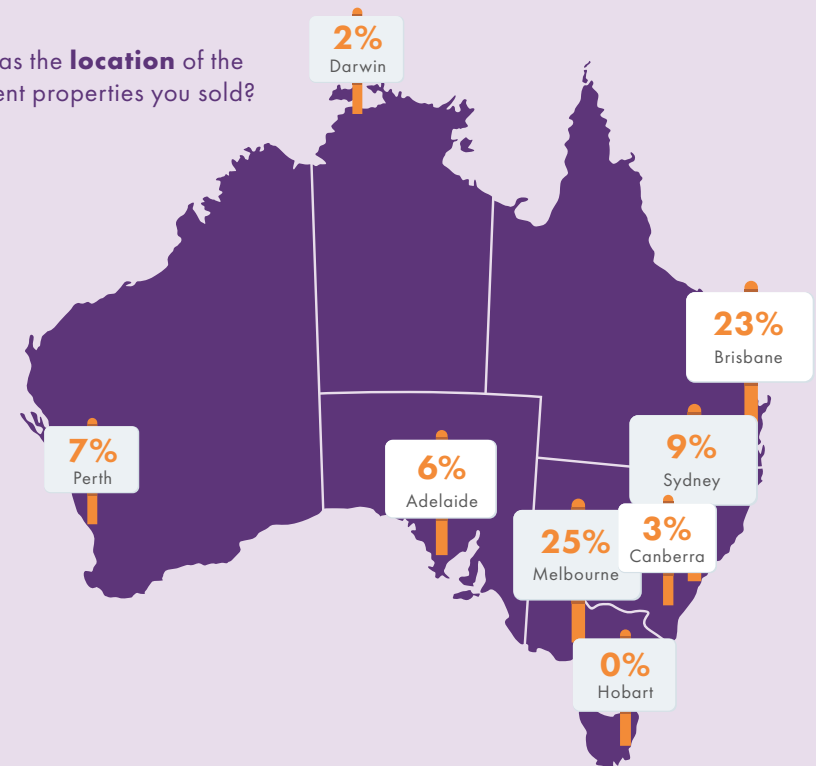 as the location of the
ent properties you sold?
2%
Darwin
23%
Brisbane
7%
Perth
6%
Adelaide
9%
Sydney
25%
Melbourne
3%
Canberra
0%
Hobart